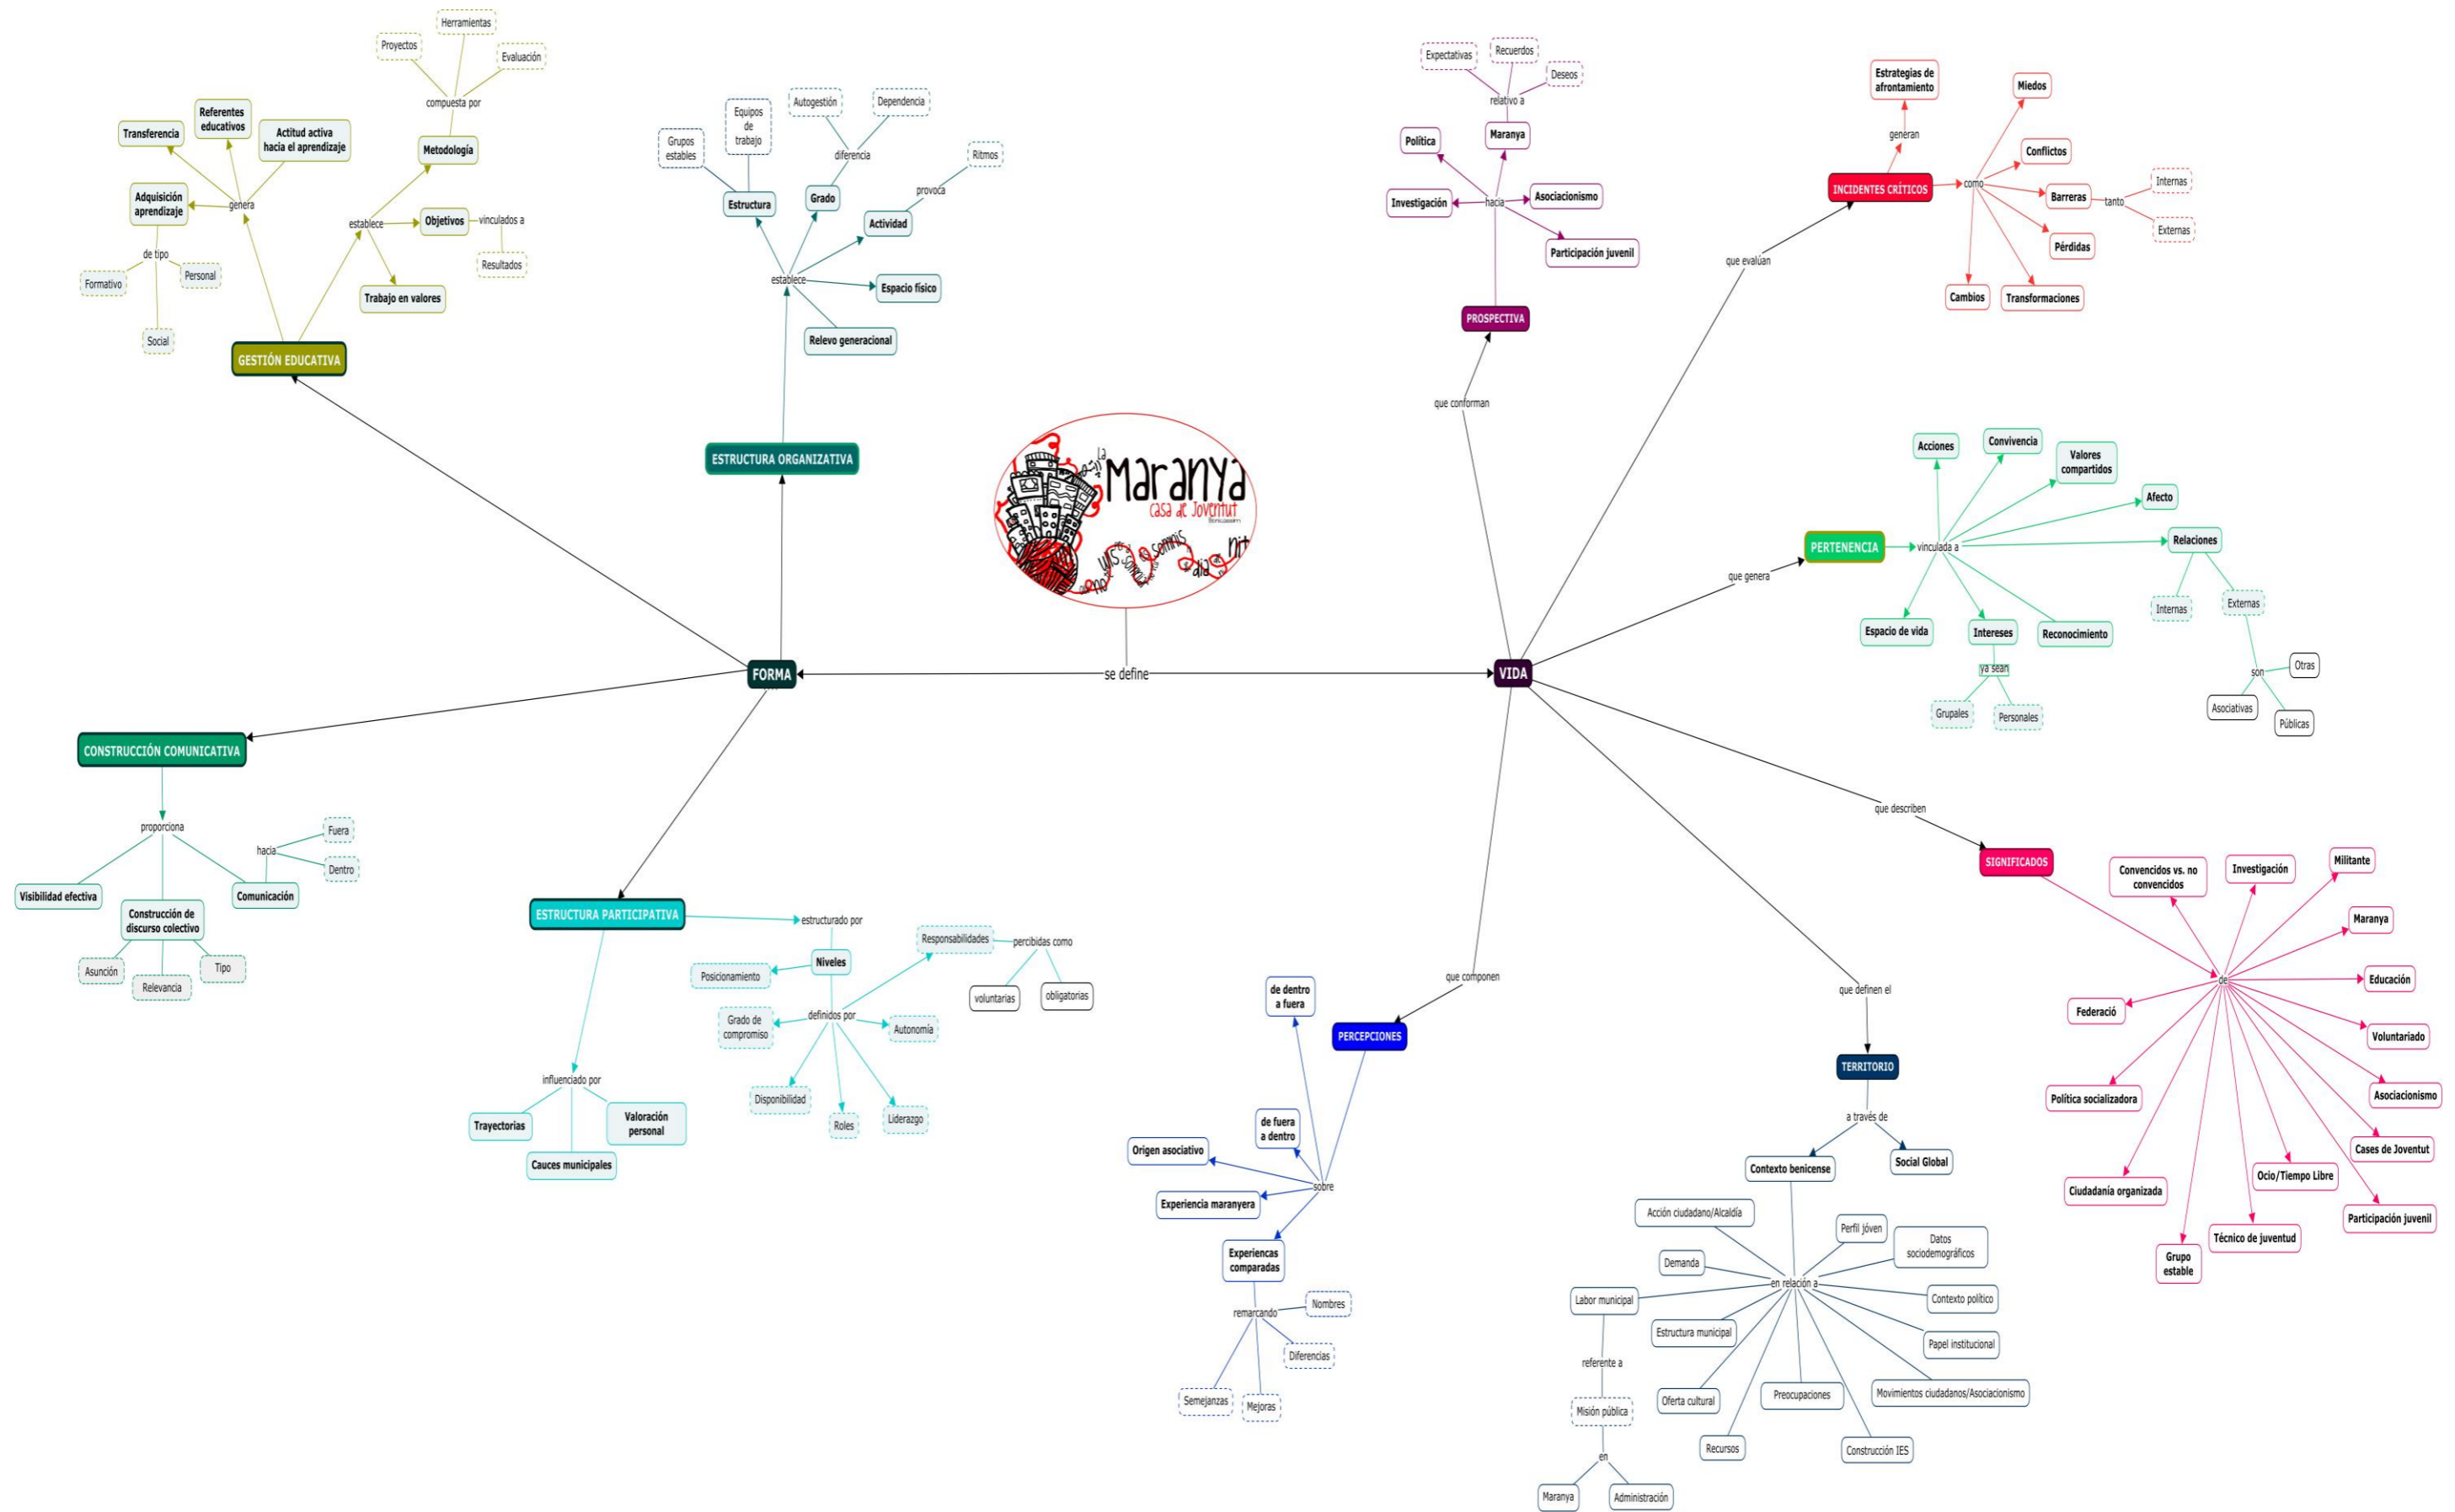 Herramientas
Proyectos
Evaluación
compuesta por
Metodología
Referentes
educativos
Transferencia
Actitud activa
hacia el aprendizaje
Adquisición
aprendizaje
genera
establece
Objetivos
vinculados a
Resultados
de tipo
Formativo
Personal
Social
Trabajo en valores
GESTIÓN EDUCATIVA
Equipos
de
trabajo
Grupos
estables
Autogestión
Dependencia
diferencia
Ritmos
provoca
Estructura
Grado
Actividad
establece
Espacio físico
Relevo generacional
ESTRUCTURA ORGANIZATIVA
La
Maranya
casa de Joventut
Benicàssim
somnis
dia
nit
se define
FORMA
VIDA
CONSTRUCCIÓN COMUNICATIVA
proporciona
Fuera
hacia
Dentro
Visibilidad efectiva
Comunicación
Construcción de
discurso colectivo
Asunción
Relevancia
Tipo
ESTRUCTURA PARTICIPATIVA
estructurado por
Niveles
Posicionamiento
Responsabilidades
percibidas como
voluntarias
obligatorias
Grado de
compromiso
definidos por
Autonomía
Disponibilidad
Roles
Liderazgo
influenciado por
Trayectorias
Valoración
personal
Cauces municipales
Expectativas
Recuerdos
Deseos
relativo a
Política
Maranya
Investigación
hacia
Asociacionismo
Participación juvenil
PROSPECTIVA
que conforman
Estrategias de
afrontamiento
generan
Miedos
Conflictos
INCIDENTES CRÍTICOS
como
Barreras
tanto
Internas
Externas
Pérdidas
Cambios
Transformaciones
que evalúan
Acciones
Convivencia
Valores
compartidos
Afecto
PERTENENCIA
vinculada a
Relaciones
que genera
Internas
Externas
Espacio de vida
Intereses
Reconocimiento
ya sean
Grupales
Personales
son
Otras
Asociativas
Públicas
que describen
SIGNIFICADOS
Convencidos vs. no
convencidos
Investigación
Militante
Maranya
de
Educación
Federació
Voluntariado
Política socializadora
Asociacionismo
Cases de Joventut
Ciudadanía organizada
Ocio/Tiempo Libre
Participación juvenil
Técnico de juventud
Grupo
estable
que componen
PERCEPCIONES
de dentro
a fuera
de fuera
a dentro
Origen asociativo
sobre
Experiencia maranyera
Experiencas
comparadas
remarcando
Nombres
Diferencias
Semejanzas
Mejoras
que definen el
TERRITORIO
a través de
Contexto benicense
Social Global
Acción ciudadano/Alcaldía
Perfil jóven
Datos
sociodemográficos
Demanda
en relación a
Labor municipal
Contexto político
Estructura municipal
Papel institucional
referente a
Oferta cultural
Preocupaciones
Movimientos ciudadanos/Asociacionismo
Misión pública
Recursos
Construcción IES
en
Maranya
Administración